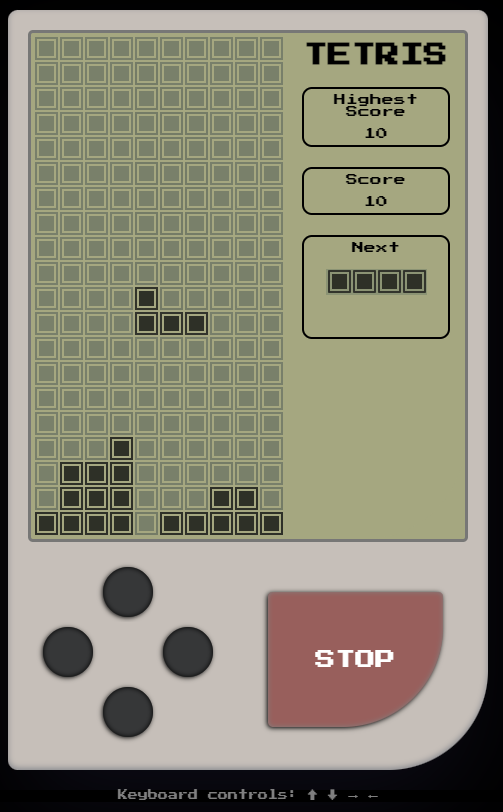 TETRIS
Highest
Score
10
Score
10
Next
STOP
Keyboard controls: ⬆ ⬇ → ←